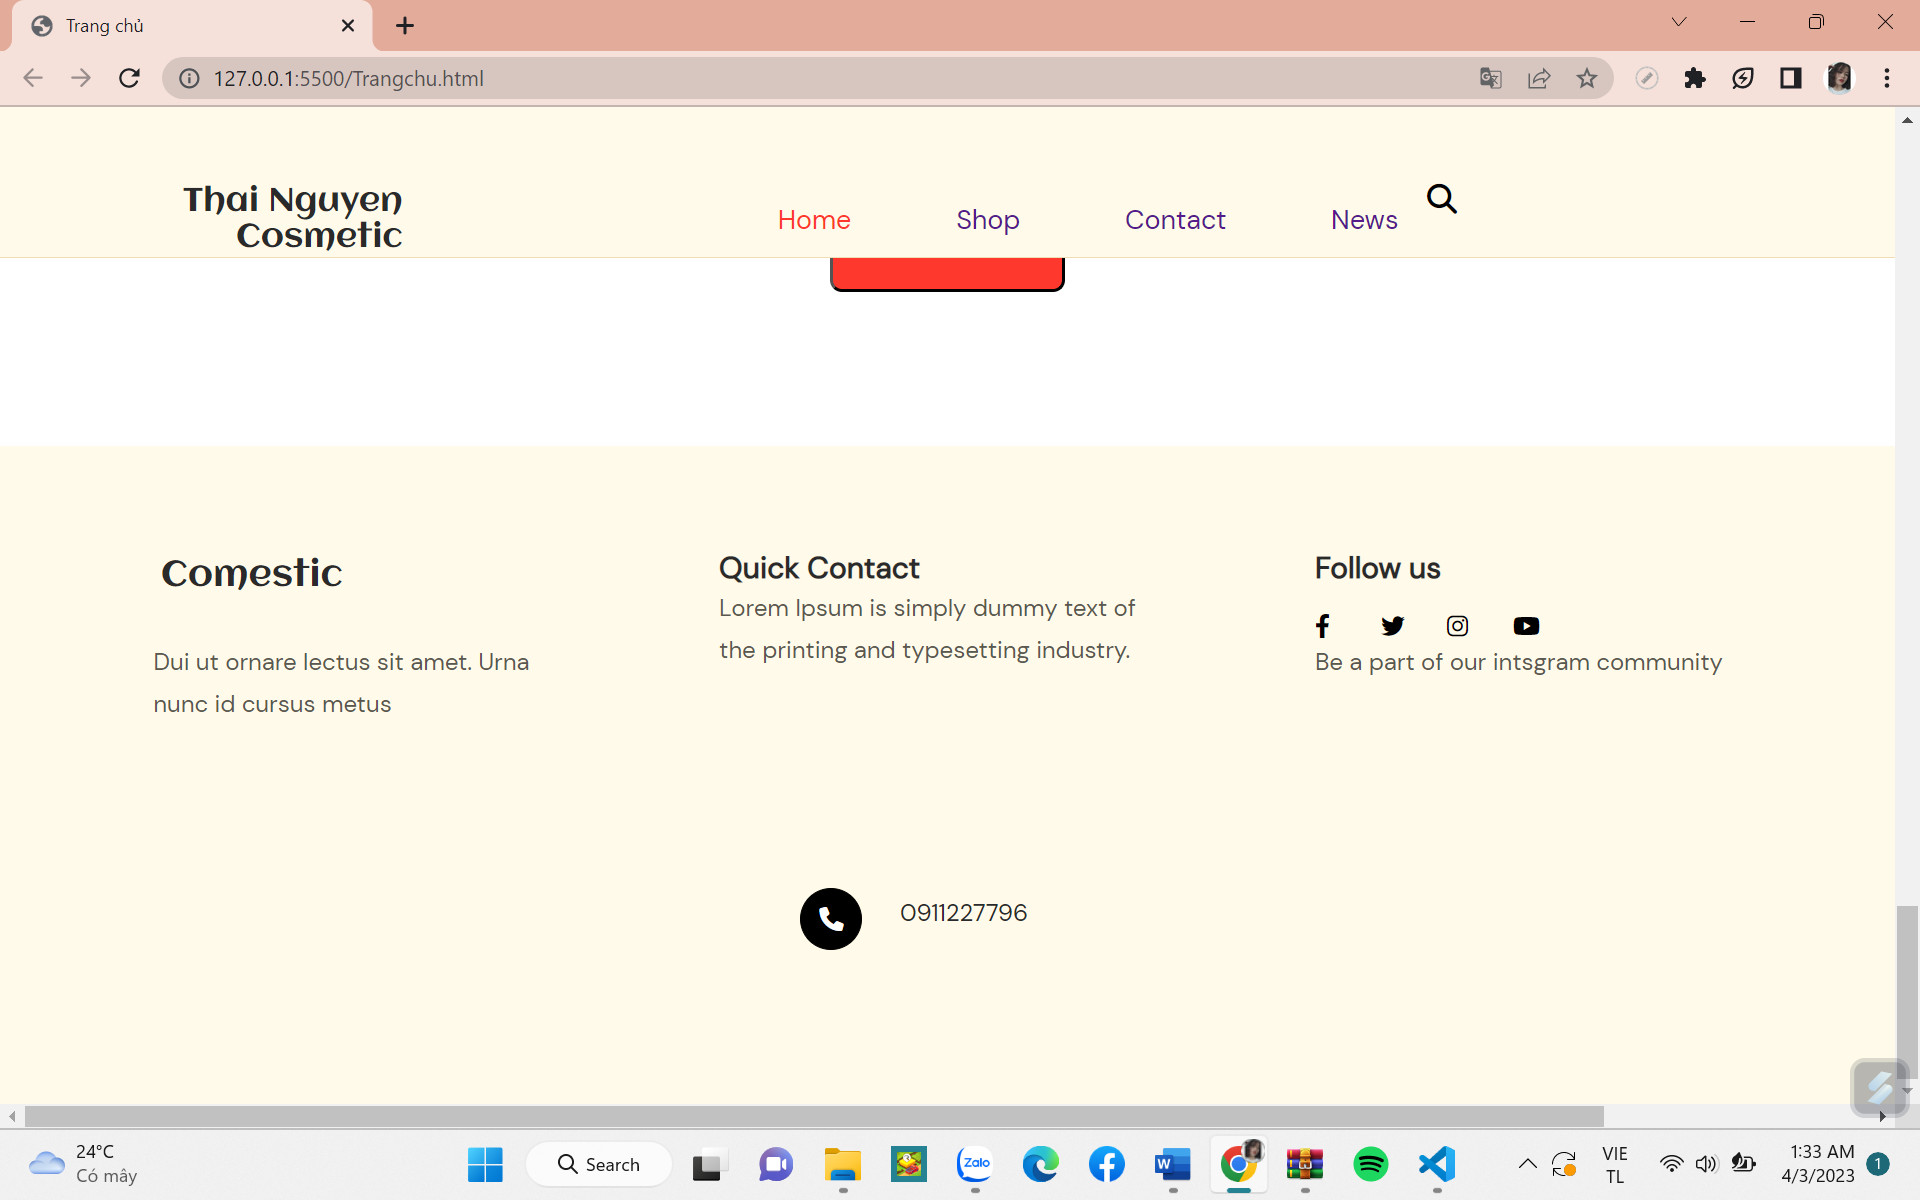 Trang chủ
127.0.0.1:5500/Trangchu.html
Thai Nguyen
Cosmetic
Home
Shop
Contact
News
Comestic
Dui ut ornare lectus sit amet. Urna
nunc id cursus metus
Quick Contact
Lorem Ipsum is simply dummy text of
the printing and typesetting industry.
Follow us
Be a part of our intsgram community
0911227796
24°C
Có mây
Search
Zalo
W
VIE
TL
1:33 AM
4/3/2023
1